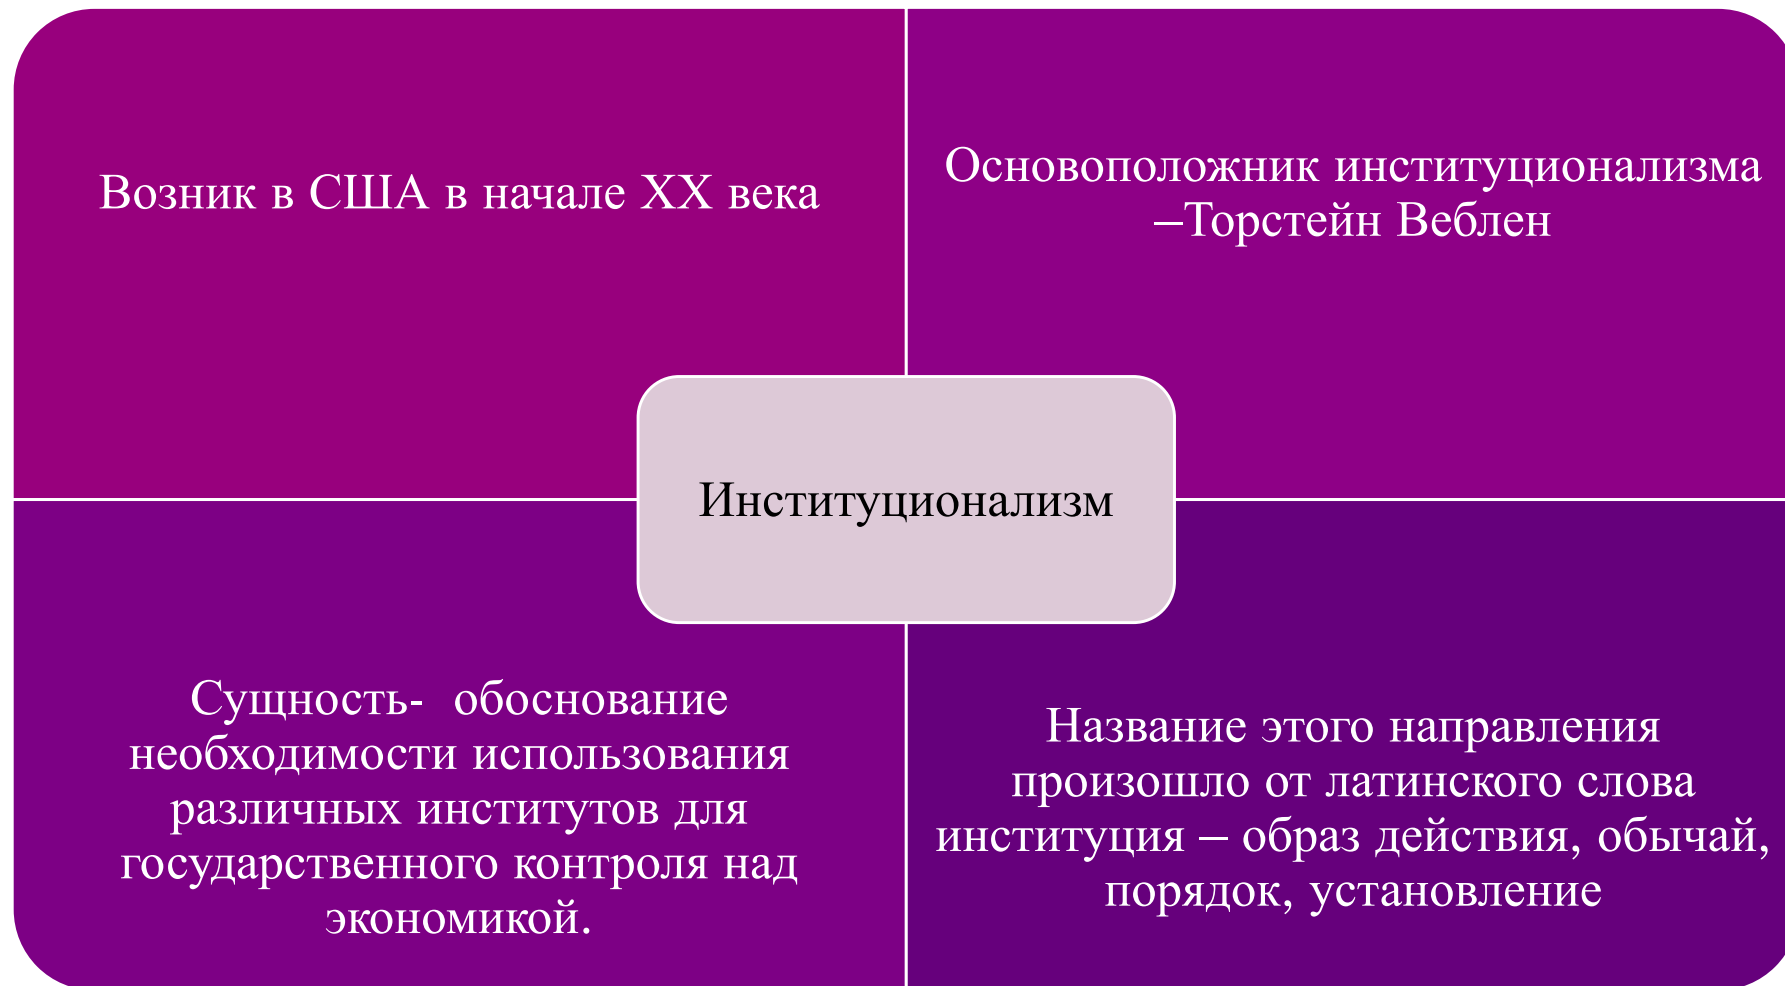 Возник в США в начале XX века
Основоположник институционализма
–Торстейн Веблен
Институционализм
Сущность-  обоснование
необходимости использования
различных институтов для
государственного контроля над
экономикой.
Название этого направления
произошло от латинского слова
институция – образ действия, обычай,
порядок, установление